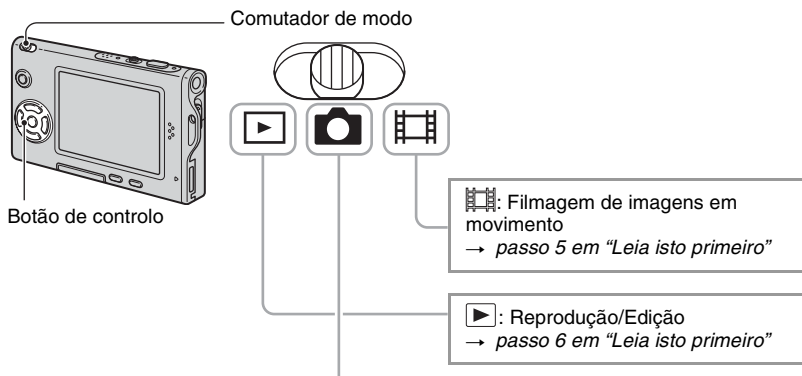 Comutador de modo
Botão de controlo
: Filmagem de imagens em
movimento
→ passo 5 em “Leia isto primeiro”
: Reprodução/Edição
→ passo 6 em “Leia isto primeiro”